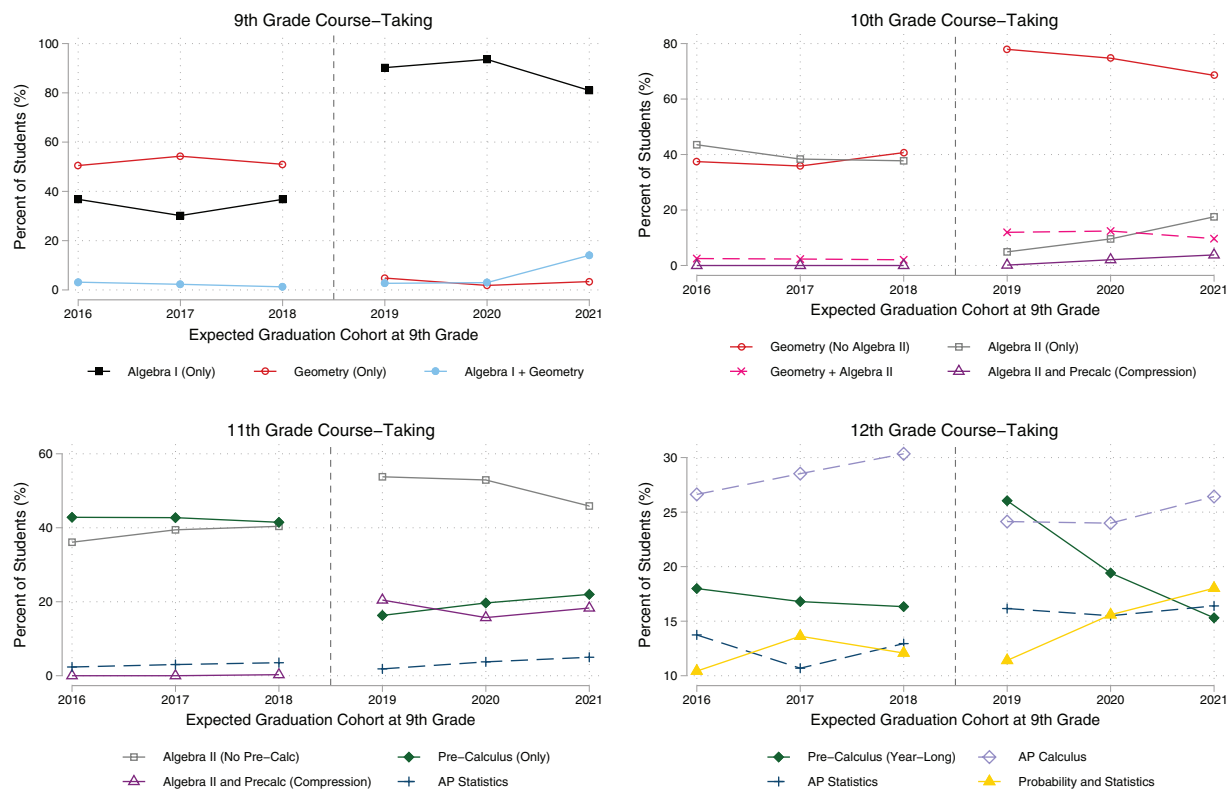 9th Grade Course−Taking
Percent of Students (%)
100
80
60
40
20
0
2016 2017 2018 2019 2020 2021
Expected Graduation Cohort at 9th Grade
Algebra I (Only) Geometry (Only) Algebra I + Geometry
10th Grade Course−Taking
Percent of Students (%)
80
60
40
20
0
2016 2017 2018 2019 2020 2021
Expected Graduation Cohort at 9th Grade
Geometry (No Algebra II) Algebra II (Only)
Geometry + Algebra II Algebra II and Precalc (Compression)
11th Grade Course−Taking
Percent of Students (%)
60
40
20
0
2016 2017 2018 2019 2020 2021
Expected Graduation Cohort at 9th Grade
Algebra II (No Pre−Calc) Pre−Calculus (Only)
Algebra II and Precalc (Compression) AP Statistics
12th Grade Course−Taking
Percent of Students (%)
30
25
20
15
10
2016 2017 2018 2019 2020 2021
Expected Graduation Cohort at 9th Grade
Pre−Calculus (Year−Long) AP Calculus
AP Statistics Probability and Statistics